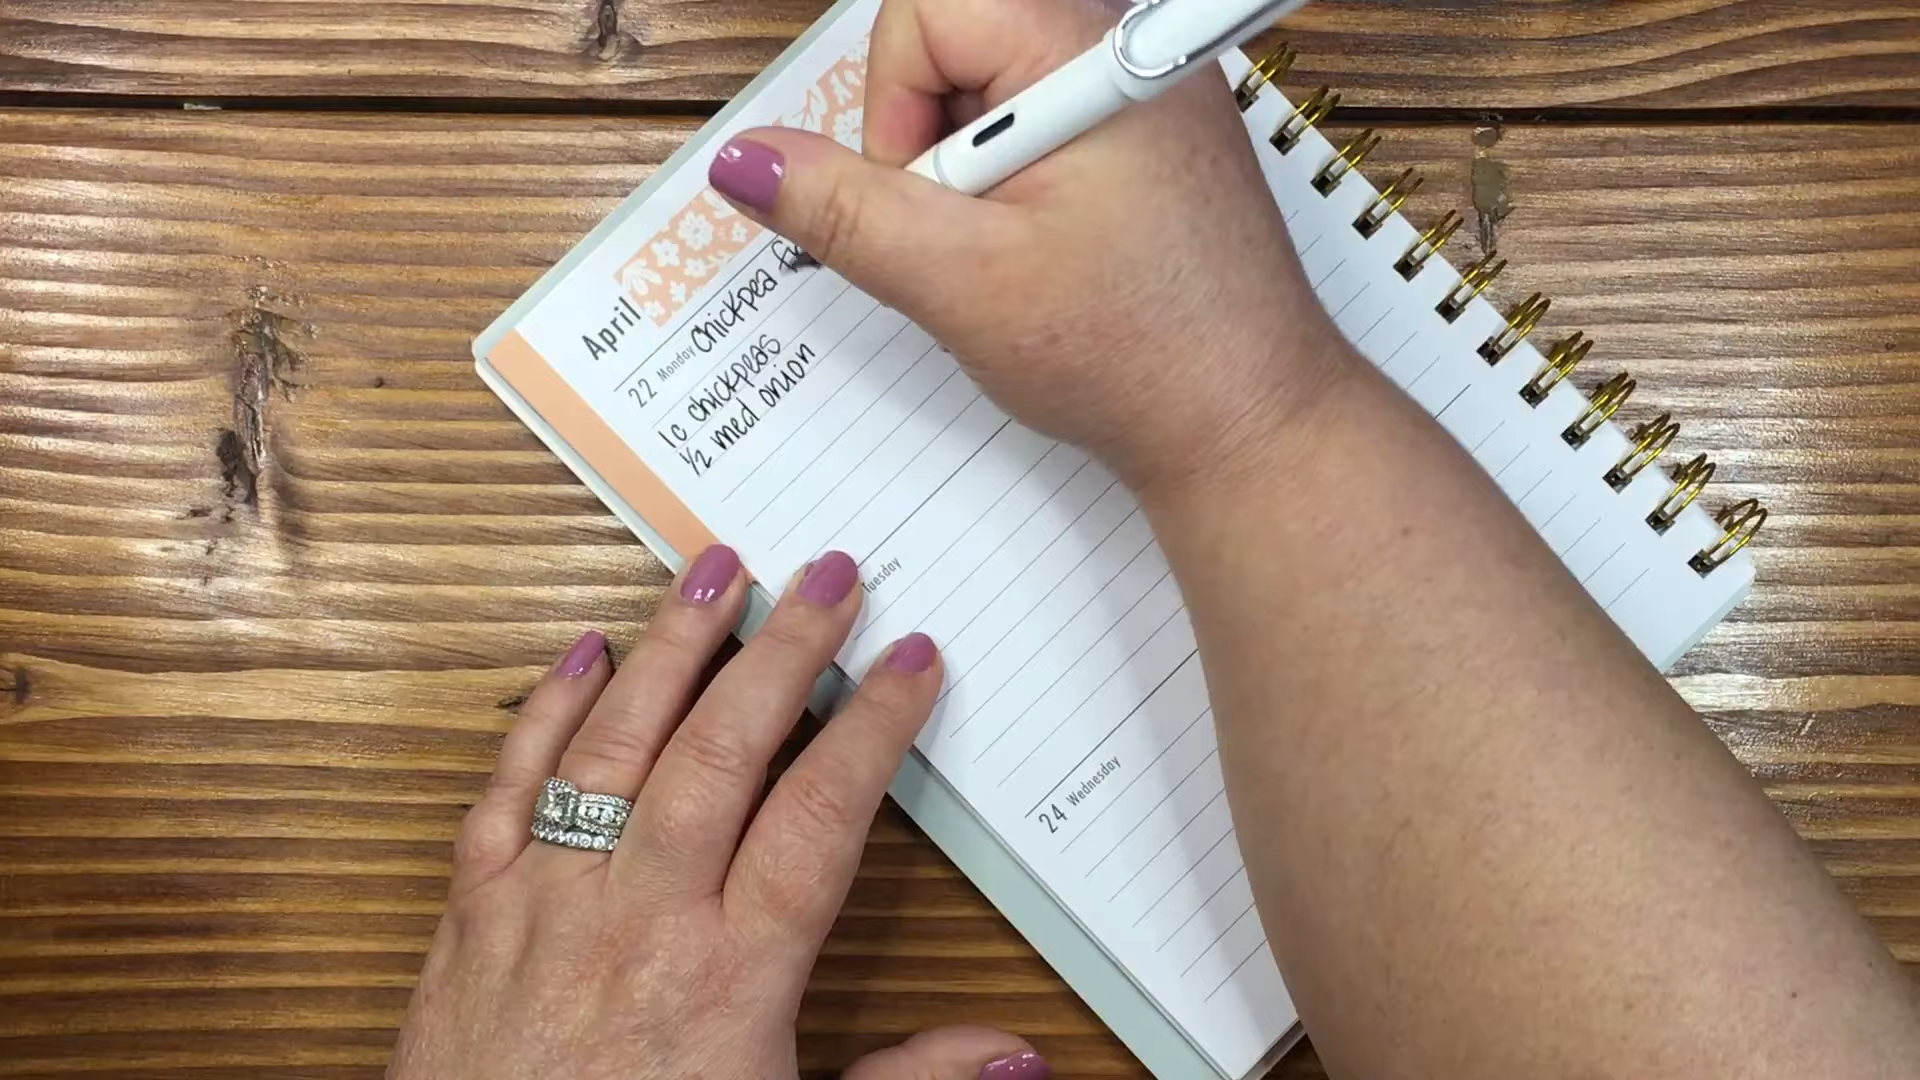 April
22 Monday Chickpea
1c chickpeas
1/2 med onion
Tuesday
24 Wednesday